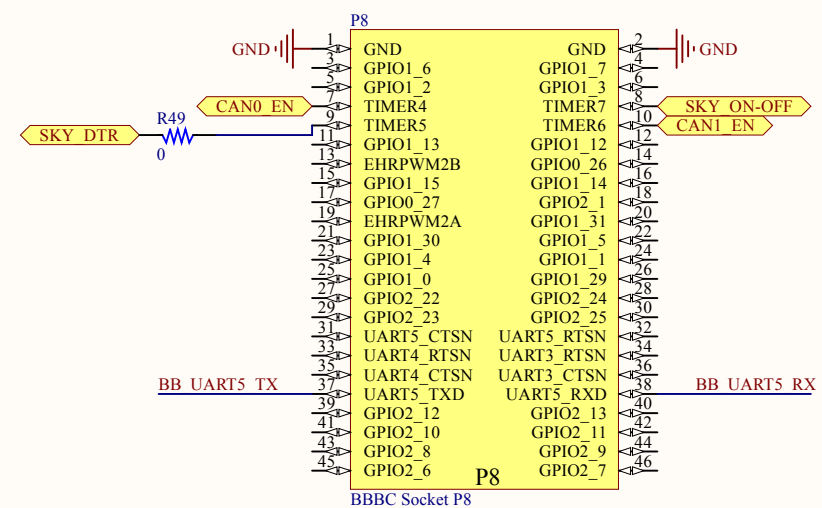 P8
GND 1 GND GND 2 GND
3 GPIO1_6 GPIO1_7 4
5 GPIO1_2 GPIO1_3 6
CAN0_EN 7 TIMER4 TIMER7 8 SKY_ON-OFF
SKY_DTR R49 0 9 TIMER5 TIMER6 10 CAN1_EN
11 GPIO1_13 GPIO1_12 12
13 EHRPWM2B GPIO0_26 14
15 GPIO1_15 GPIO1_14 16
17 GPIO0_27 GPIO2_1 18
19 EHRPWM2A GPIO1_31 20
21 GPIO1_30 GPIO1_5 22
23 GPIO1_4 GPIO1_1 24
25 GPIO1_0 GPIO1_29 26
27 GPIO2_22 GPIO2_24 28
29 GPIO2_23 GPIO2_25 30
31 UART5_CTSN UART5_RTSN 32
33 UART4_RTSN UART3_RTSN 34
35 UART4_CTSN UART3_CTSN 36
BB_UART5_TX 37 UART5_TXD UART5_RXD 38 BB_UART5_RX
39 GPIO2_12 GPIO2_13 40
41 GPIO2_10 GPIO2_11 42
43 GPIO2_8 GPIO2_9 44
45 GPIO2_6 GPIO2_7 46
P8
BBBC Socket P8